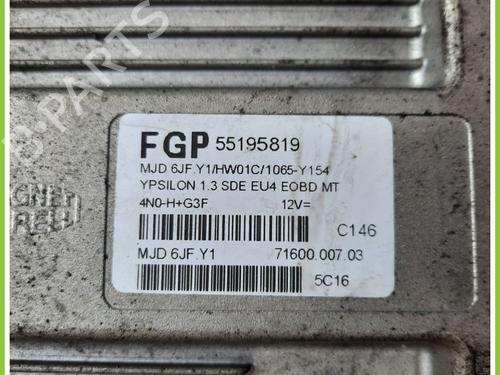 B-PARTS
FGP 55195819
MJD 6JF.Y1/HW01C/1065-Y154
YPSILON 1.3 SDE EU4 EOBD MT
4N0-H+G3F 12V=
C146
MJD 6JF.Y1 71600.007.03
5C16